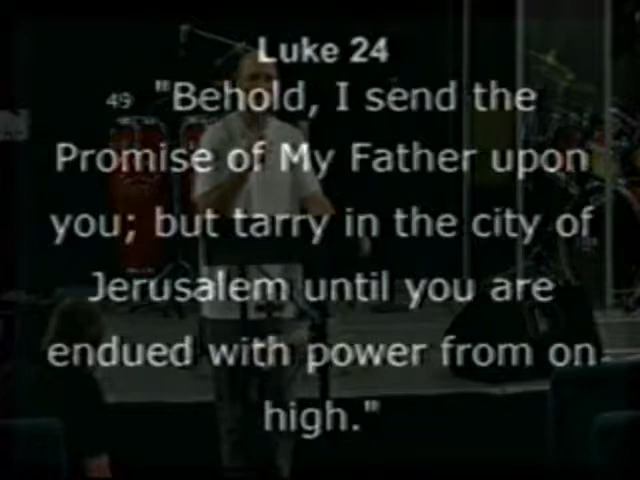 Luke 24
49 "Behold, I send the
Promise of My Father upon
you; but tarry in the city of
Jerusalem until you are
endued with power from on
high."